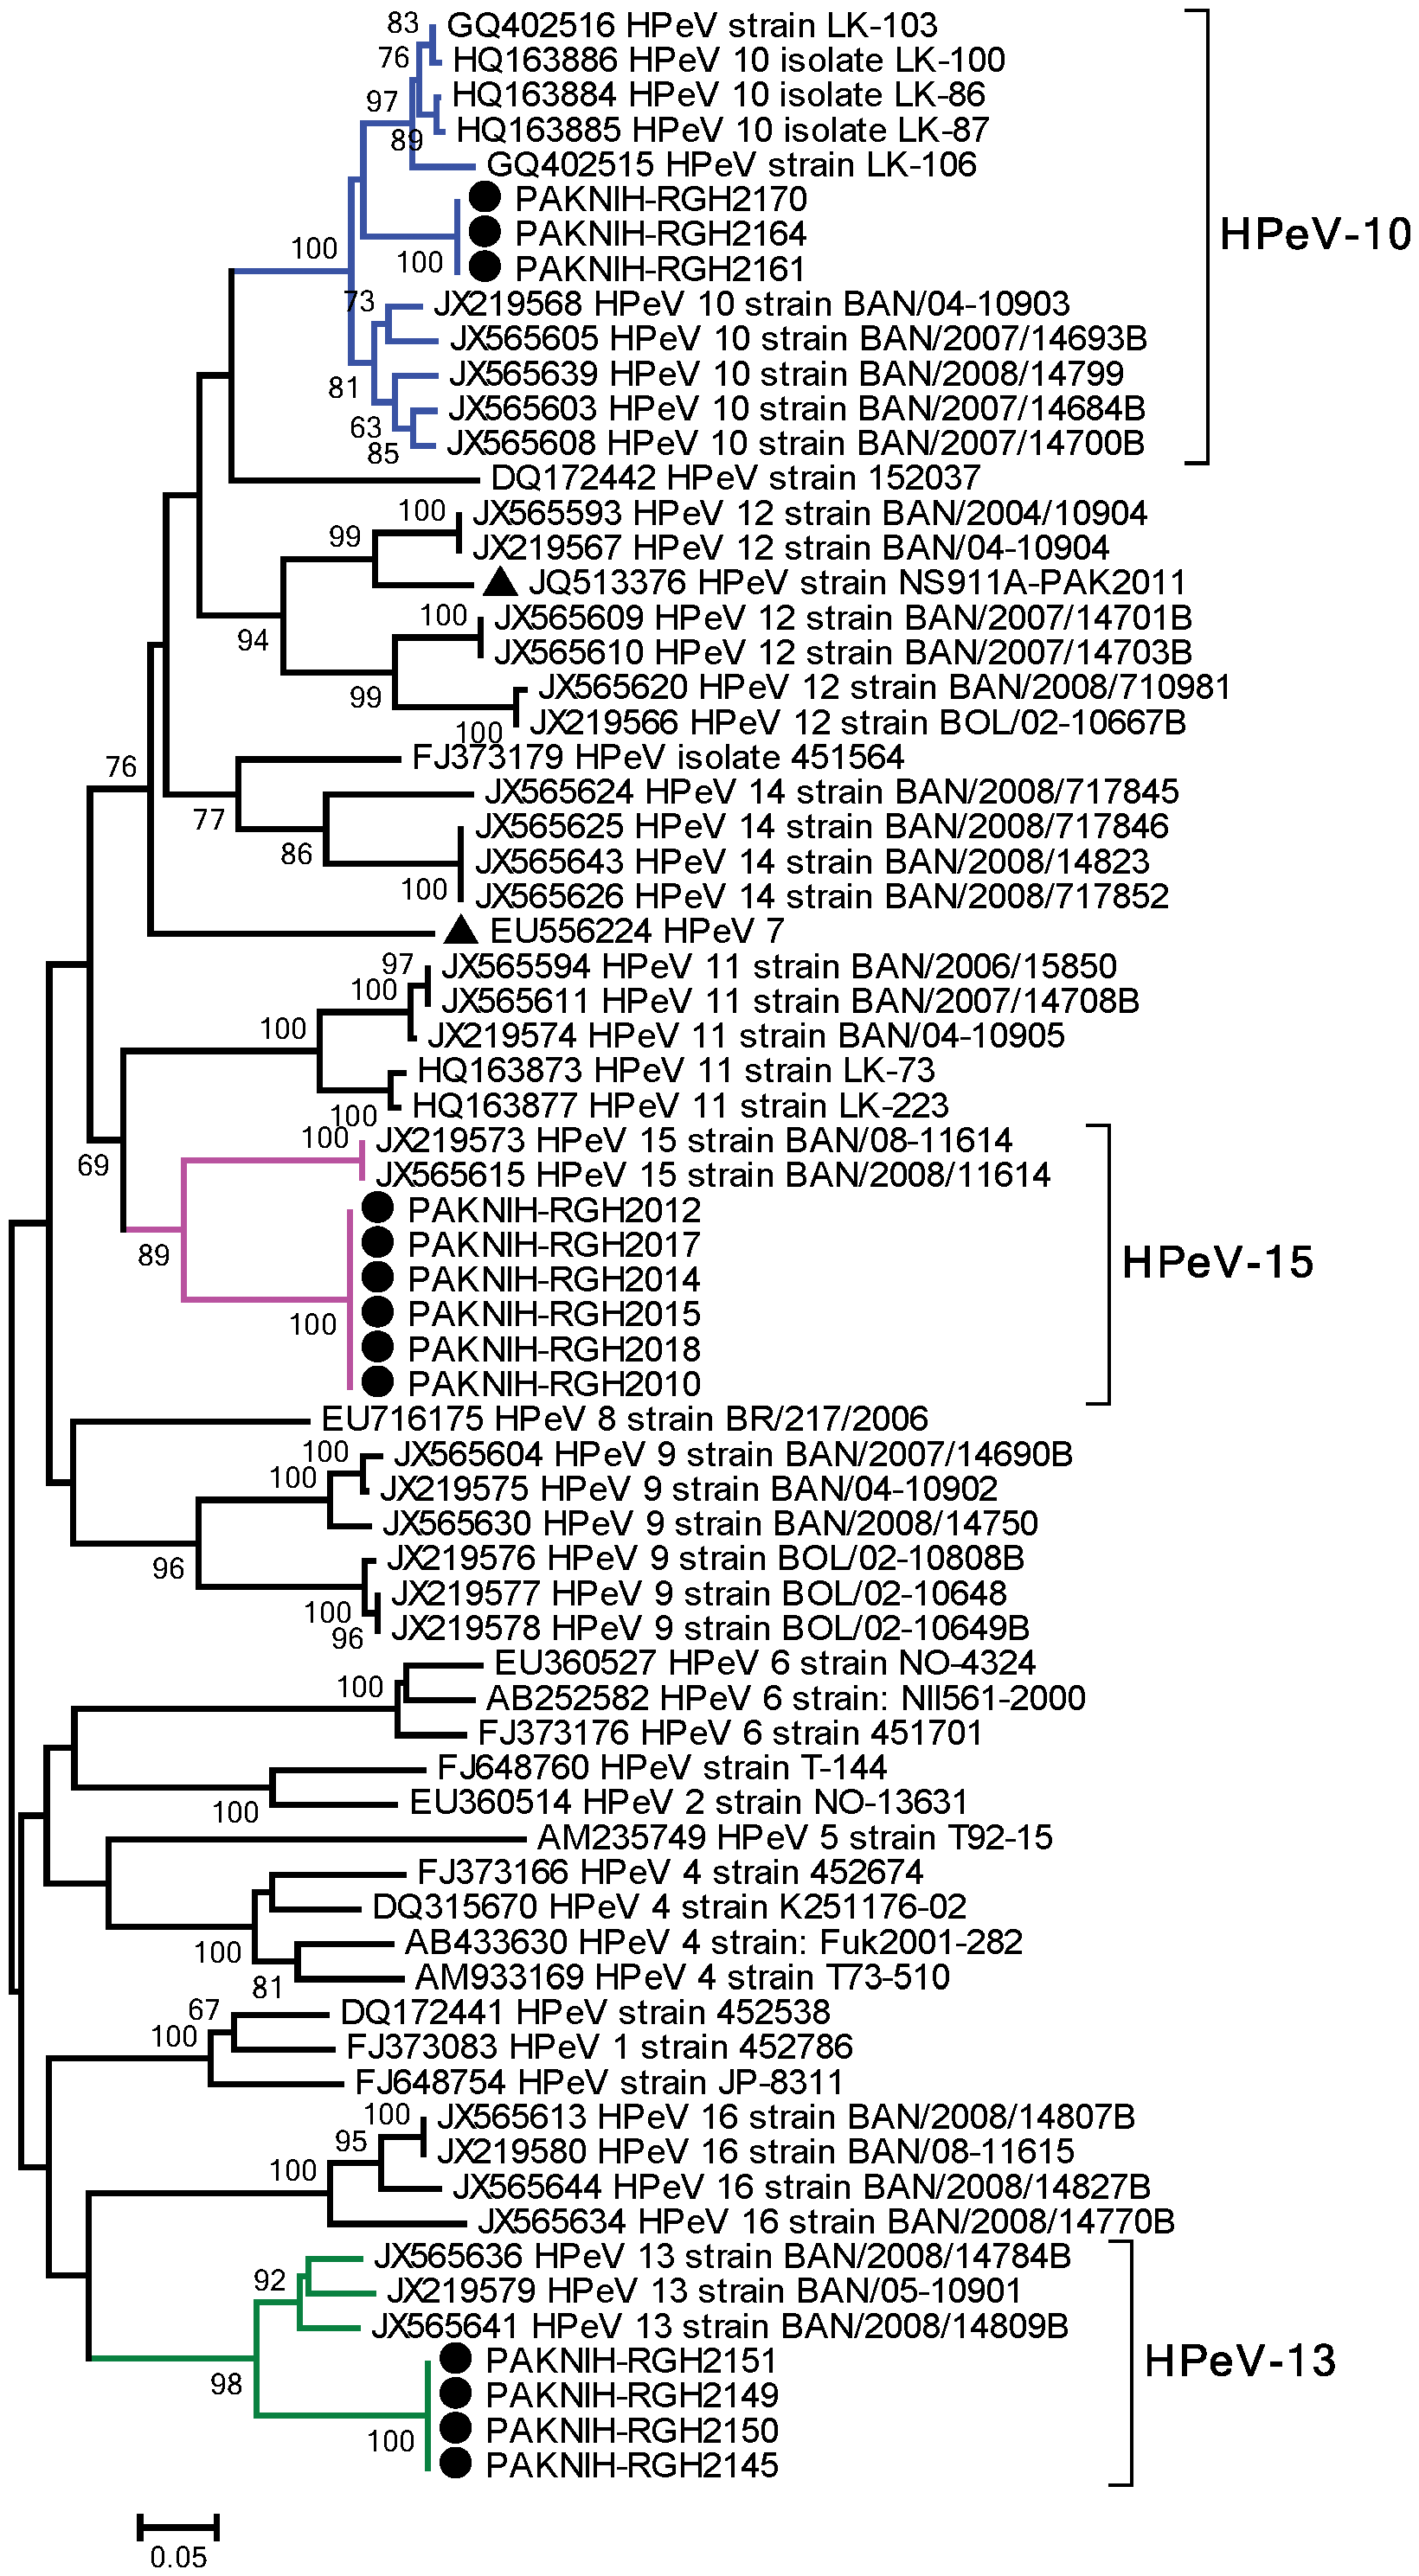 83
GQ402516 HPeV strain LK-103
76
HQ163886 HPeV 10 isolate LK-100
97
HQ163884 HPeV 10 isolate LK-86
89
HQ163885 HPeV 10 isolate LK-87
GQ402515 HPeV strain LK-106
PAKNIH-RGH2170
HPeV-10
100
PAKNIH-RGH2164
100
PAKNIH-RGH2161
73
JX219568 HPeV 10 strain BAN/04-10903
JX565605 HPeV 10 strain BAN/2007/14693B
81
JX565639 HPeV 10 strain BAN/2008/14799
63
JX565603 HPeV 10 strain BAN/2007/14684B
85
JX565608 HPeV 10 strain BAN/2007/14700B
DQ172442 HPeV strain 152037
100
JX565593 HPeV 12 strain BAN/2004/10904
99
JX219567 HPeV 12 strain BAN/04-10904
JQ513376 HPeV strain NS911A-PAK2011
100
JX565609 HPeV 12 strain BAN/2007/14701B
94
JX565610 HPeV 12 strain BAN/2007/14703B
99
JX565620 HPeV 12 strain BAN/2008/710981
100
JX219566 HPeV 12 strain BOL/02-10667B
76
FJ373179 HPeV isolate 451564
77
JX565624 HPeV 14 strain BAN/2008/717845
JX565625 HPeV 14 strain BAN/2008/717846
86
JX565643 HPeV 14 strain BAN/2008/14823
100
JX565626 HPeV 14 strain BAN/2008/717852
EU556224 HPeV 7
97
JX565594 HPeV 11 strain BAN/2006/15850
100
JX565611 HPeV 11 strain BAN/2007/14708B
100
JX219574 HPeV 11 strain BAN/04-10905
HQ163873 HPeV 11 strain LK-73
100
HQ163877 HPeV 11 strain LK-223
100
JX219573 HPeV 15 strain BAN/08-11614
69
JX565615 HPeV 15 strain BAN/2008/11614
PAKNIH-RGH2012
89
PAKNIH-RGH2017
HPeV-15
PAKNIH-RGH2014
100
PAKNIH-RGH2015
PAKNIH-RGH2018
PAKNIH-RGH2010
EU716175 HPeV 8 strain BR/217/2006
100
JX565604 HPeV 9 strain BAN/2007/14690B
100
JX219575 HPeV 9 strain BAN/04-10902
JX565630 HPeV 9 strain BAN/2008/14750
96
JX219576 HPeV 9 strain BOL/02-10808B
100
JX219577 HPeV 9 strain BOL/02-10648
96
JX219578 HPeV 9 strain BOL/02-10649B
EU360527 HPeV 6 strain NO-4324
100
AB252582 HPeV 6 strain: NII561-2000
FJ373176 HPeV 6 strain 451701
FJ648760 HPeV strain T-144
100
EU360514 HPeV 2 strain NO-13631
AM235749 HPeV 5 strain T92-15
FJ373166 HPeV 4 strain 452674
DQ315670 HPeV 4 strain K251176-02
100
AB433630 HPeV 4 strain: Fuk2001-282
81
AM933169 HPeV 4 strain T73-510
67
DQ172441 HPeV strain 452538
100
FJ373083 HPeV 1 strain 452786
FJ648754 HPeV strain JP-8311
100
JX565613 HPeV 16 strain BAN/2008/14807B
95
JX219580 HPeV 16 strain BAN/08-11615
100
JX565644 HPeV 16 strain BAN/2008/14827B
JX565634 HPeV 16 strain BAN/2008/14770B
JX565636 HPeV 13 strain BAN/2008/14784B
92
JX219579 HPeV 13 strain BAN/05-10901
JX565641 HPeV 13 strain BAN/2008/14809B
98
PAKNIH-RGH2151
HPeV-13
PAKNIH-RGH2149
100
PAKNIH-RGH2150
PAKNIH-RGH2145
0.05